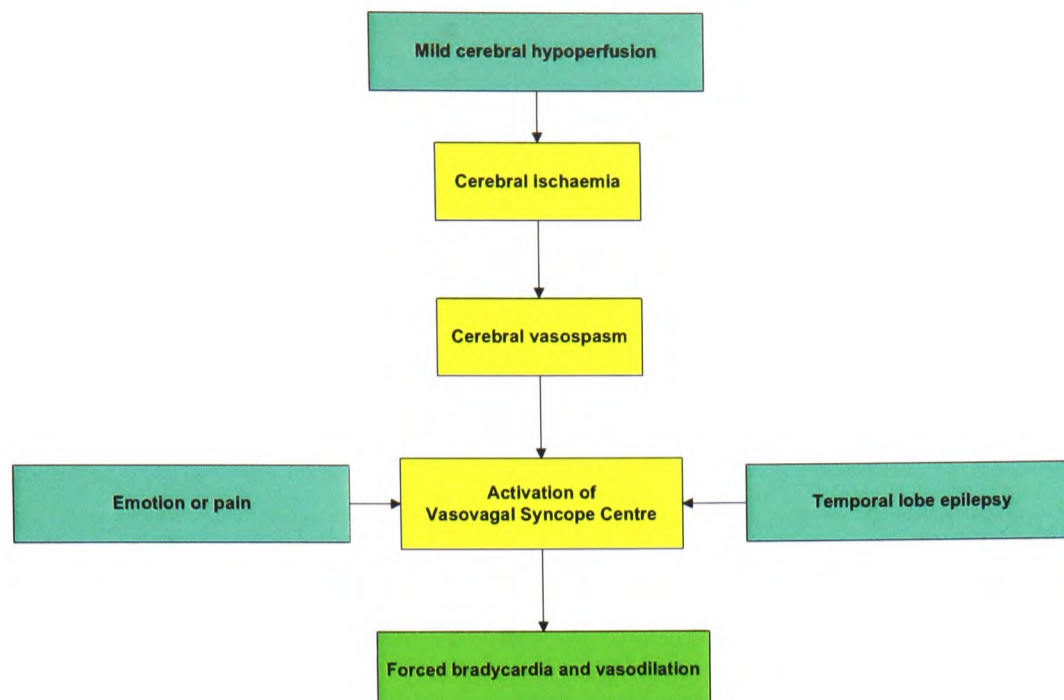 Mild cerebral hypoperfusion
Cerebral ischaemia
Cerebral vasospasm
Emotion or pain
Activation of
Vasovagal Syncope Centre
Temporal lobe epilepsy
Forced bradycardia and vasodilation